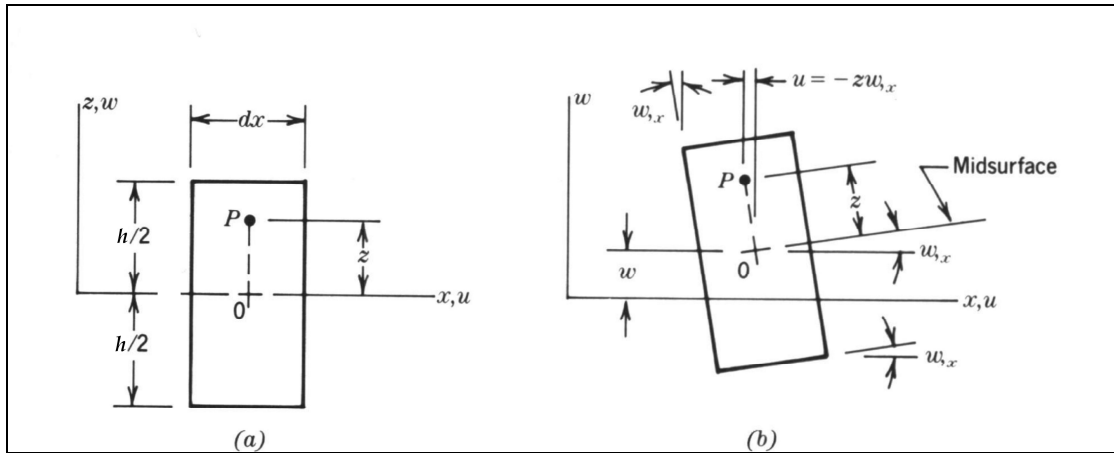 z,w
dx
P
h/2
z
0
x,u
h/2
(a)
w
w,x
u = −zw,x
P
z
Midsurface
w
0
w,x
x,u
w,x
(b)